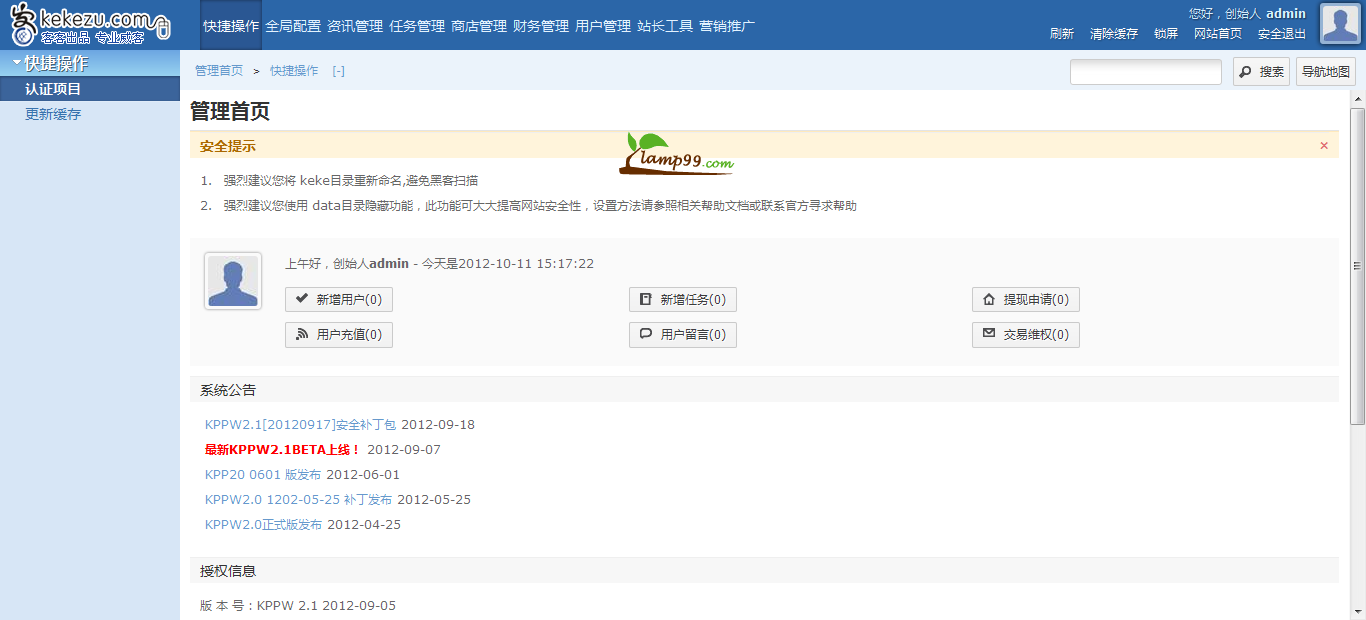 kekezu.com
客客出品 专业威客
快捷操作 全局配置 资讯管理 任务管理 商店管理 财务管理 用户管理 站长工具 营销推广
您好，创始人 admin
刷新 清除缓存 锁屏 网站首页 安全退出
快捷操作
认证项目
更新缓存
管理首页 > 快捷操作 [-]
搜索
导航地图
管理首页
安全提示
×
lamp99.com
1. 强烈建议您将 keke目录重新命名,避免黑客扫描
2. 强烈建议您使用 data目录隐藏功能，此功能可大大提高网站安全性，设置方法请参照相关帮助文档或联系官方寻求帮助
上午好，创始人admin - 今天是2012-10-11 15:17:22
新增用户(0) 新增任务(0) 提现申请(0)
用户充值(0) 用户留言(0) 交易维权(0)
系统公告
KPPW2.1[20120917]安全补丁包 2012-09-18
最新KPPW2.1BETA上线！ 2012-09-07
KPP20 0601 版发布 2012-06-01
KPPW2.0 1202-05-25 补丁发布 2012-05-25
KPPW2.0正式版发布 2012-04-25
授权信息
版 本 号：KPPW 2.1 2012-09-05